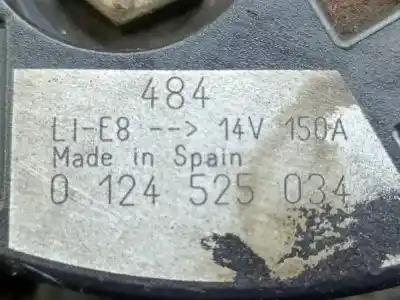 484
LI-E8 --> 14V 150A
Made in Spain
0 124 525 034